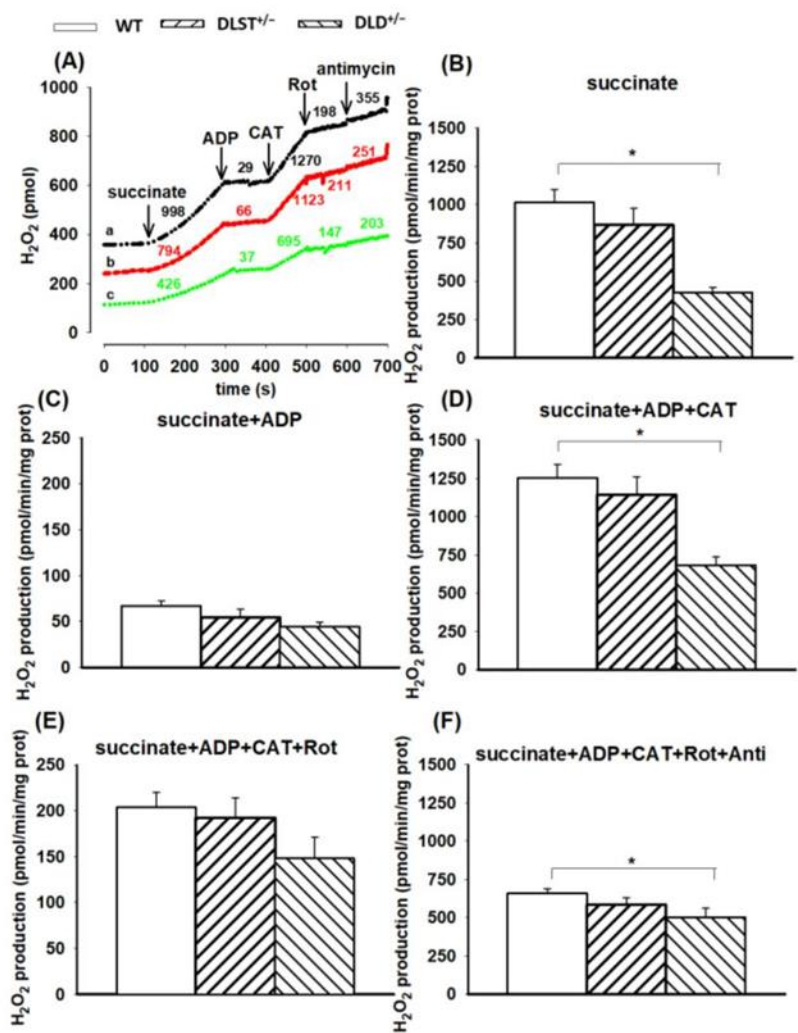 WT DLST+/− DLD+/−
(A)
H₂O₂ (pmol)
1000
800
600
400
200
0
succinate
ADP
CAT
Rot
antimycin
a
998
29
1270
198
355
b
794
66
1123
211
251
c
426
37
695
147
203
0 100 200 300 400 500 600 700
time (s)
(B)
succinate
*
H₂O₂ production (pmol/min/mg prot)
1500
1250
1000
750
500
250
0
(C)
succinate+ADP
H₂O₂ production (pmol/min/mg prot)
250
200
150
100
50
0
(D)
succinate+ADP+CAT
*
H₂O₂ production (pmol/min/mg prot)
1500
1250
1000
750
500
250
0
(E)
succinate+ADP+CAT+Rot
H₂O₂ production (pmol/min/mg prot)
250
200
150
100
50
0
(F)
succinate+ADP+CAT+Rot+Anti
*
H₂O₂ production (pmol/min/mg prot)
1500
1250
1000
750
500
250
0